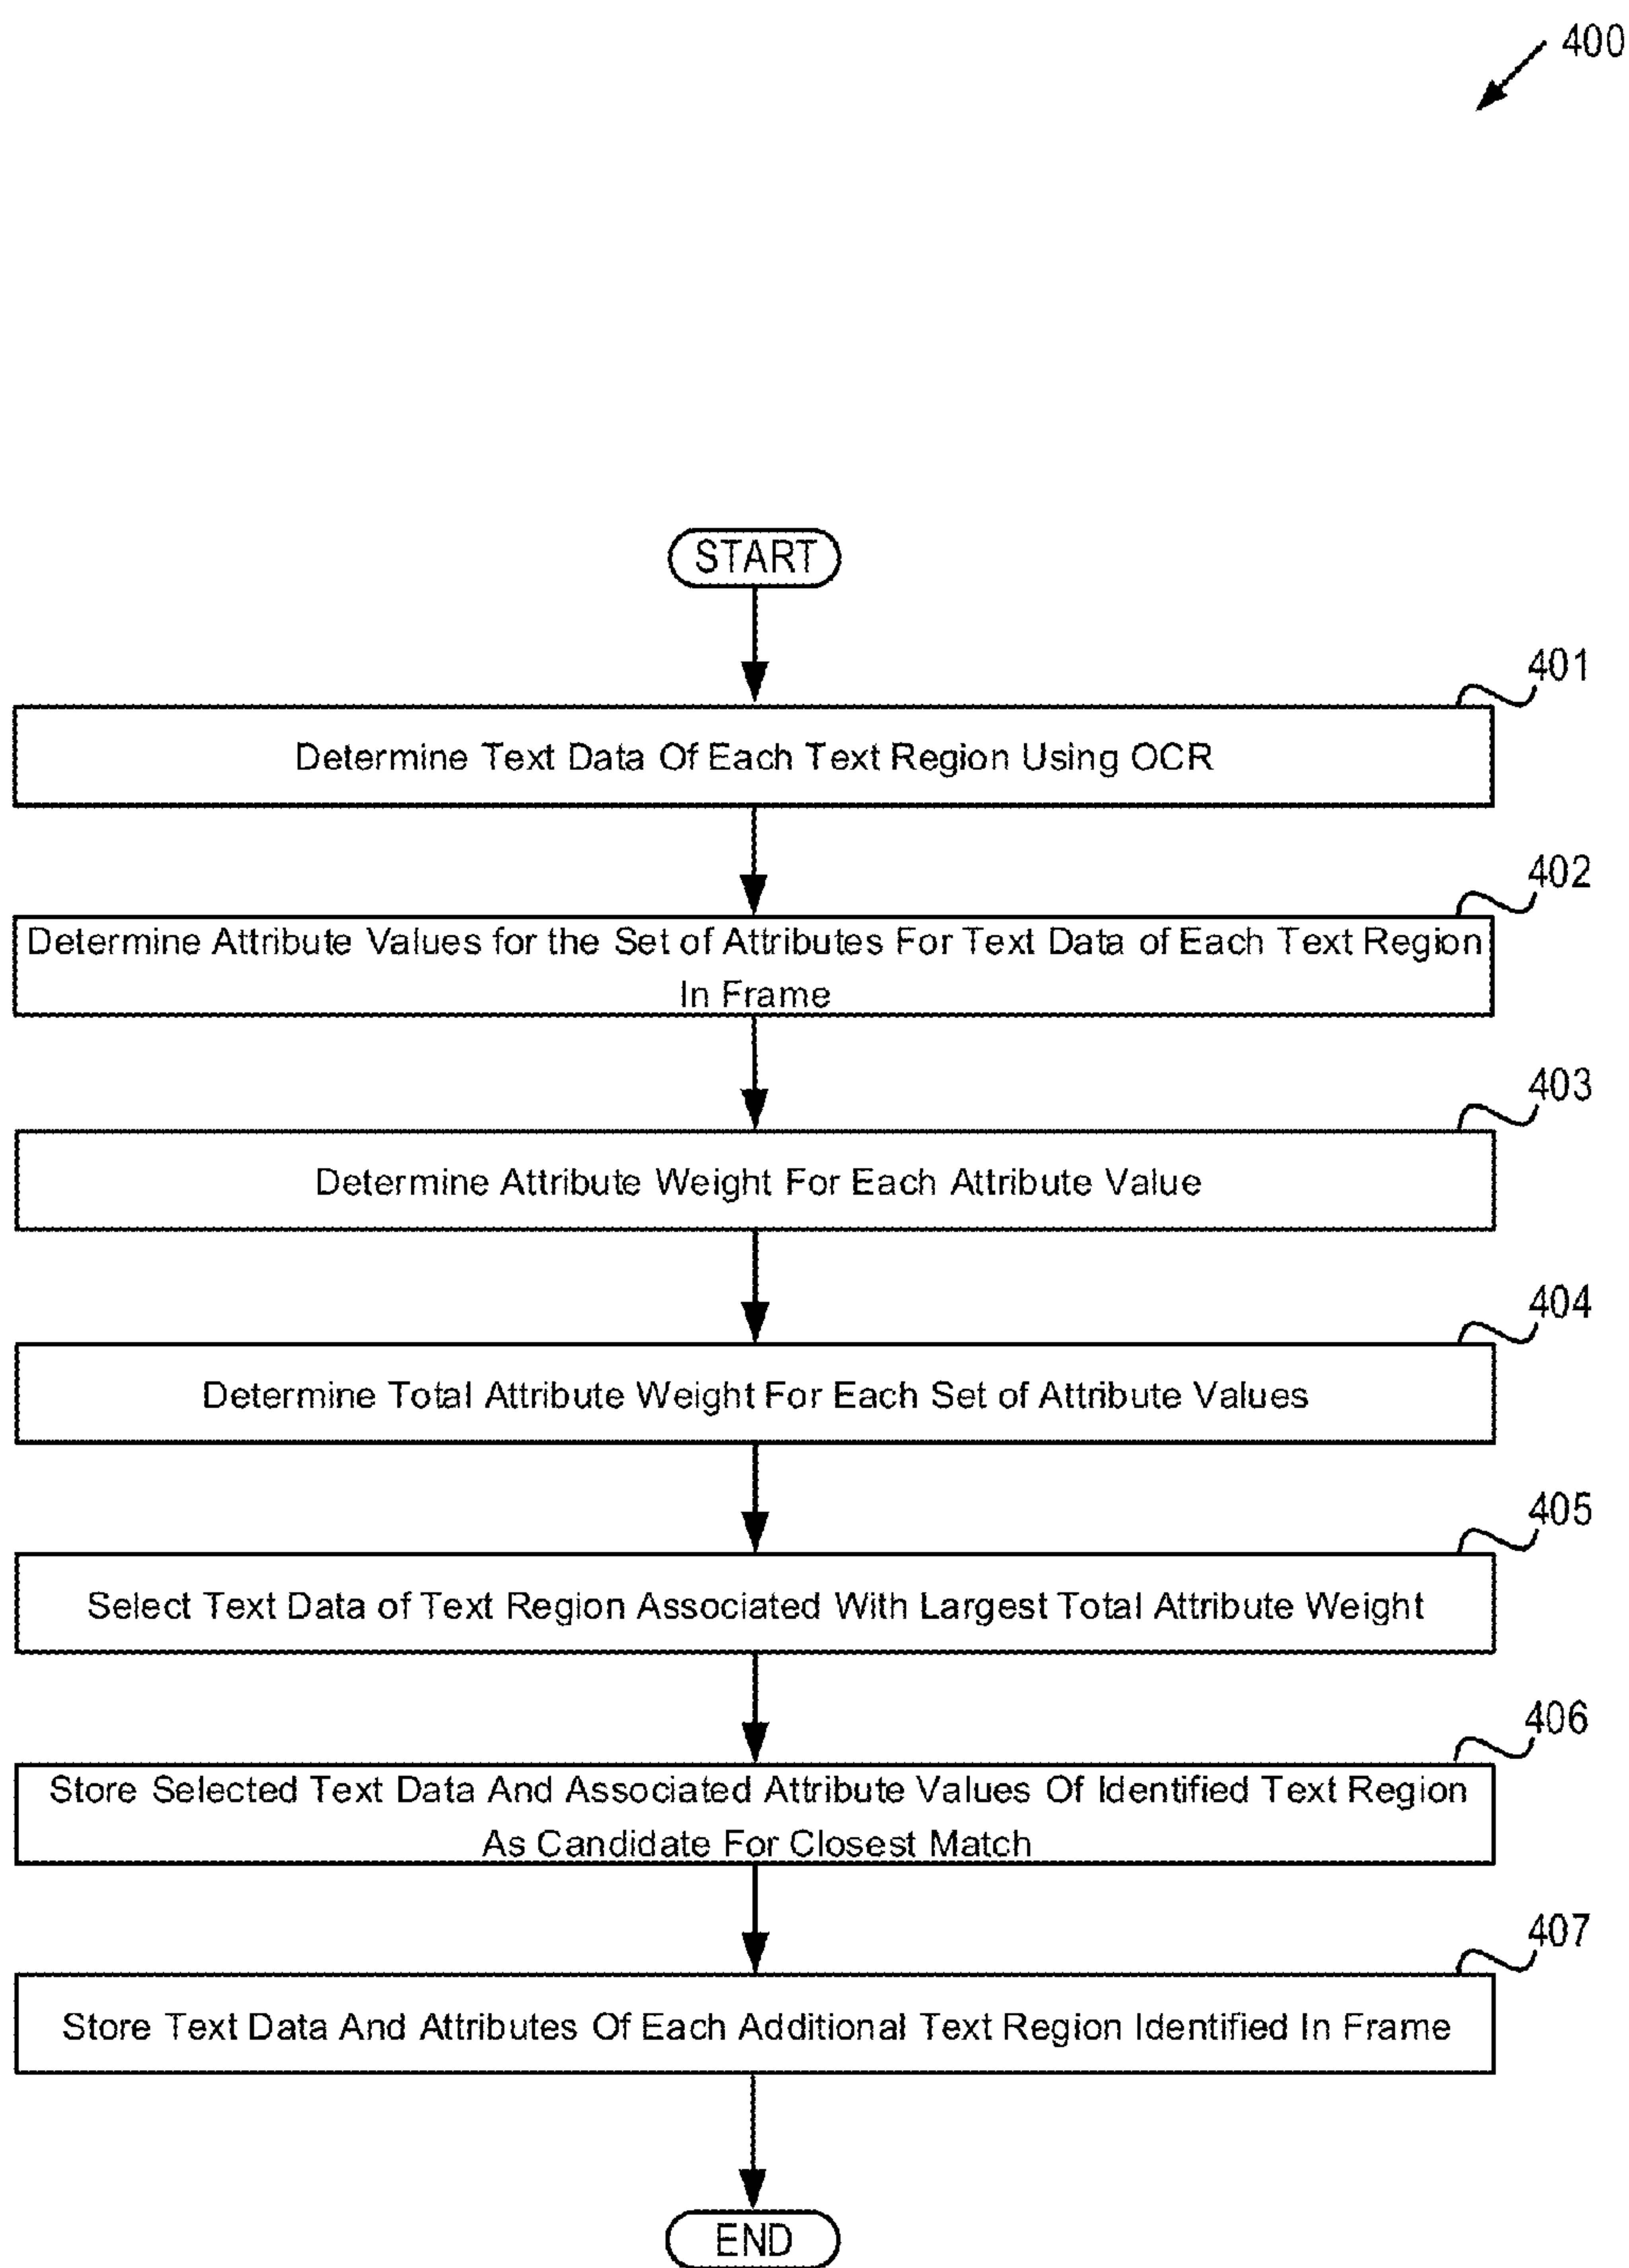 400
START
401
Determine Text Data Of Each Text Region Using OCR
402
Determine Attribute Values for the Set of Attributes For Text Data of Each Text Region
In Frame
403
Determine Attribute Weight For Each Attribute Value
404
Determine Total Attribute Weight For Each Set of Attribute Values
405
Select Text Data of Text Region Associated With Largest Total Attribute Weight
406
Store Selected Text Data And Associated Attribute Values Of Identified Text Region
As Candidate For Closest Match
407
Store Text Data And Attributes Of Each Additional Text Region Identified In Frame
END